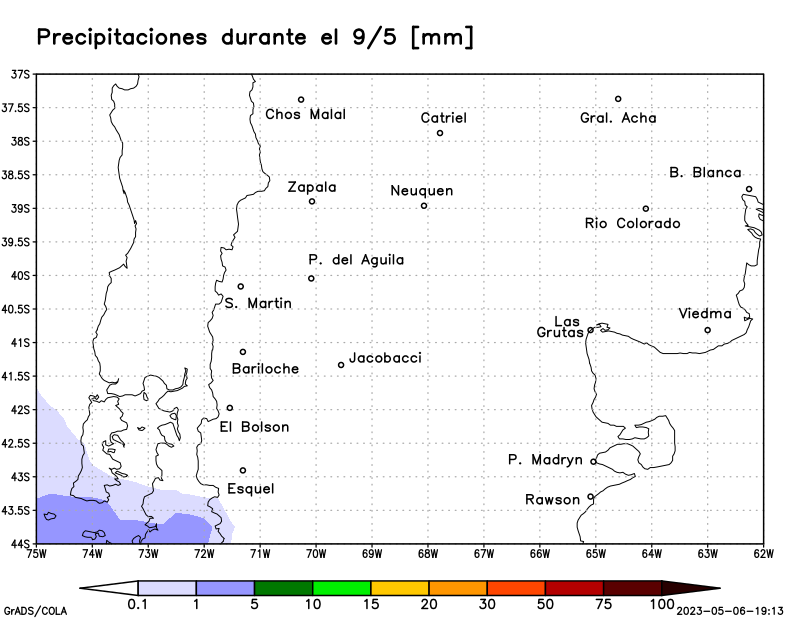 Precipitaciones durante el 9/5 [mm]
37S
37.5S
38S
38.5S
39S
39.5S
40S
40.5S
41S
41.5S
42S
42.5S
43S
43.5S
44S
Chos Malal
Catriel
Gral. Acha
B. Blanca
Zapala
Neuquen
Rio Colorado
P. del Aguila
S. Martin
Las
Grutas
Viedma
Bariloche
Jacobacci
El Bolson
P. Madryn
Esquel
Rawson
75W 74W 73W 72W 71W 70W 69W 68W 67W 66W 65W 64W 63W 62W
0.1 1 5 10 15 20 30 50 75 100
GrADS/COLA
2023-05-06-19:13